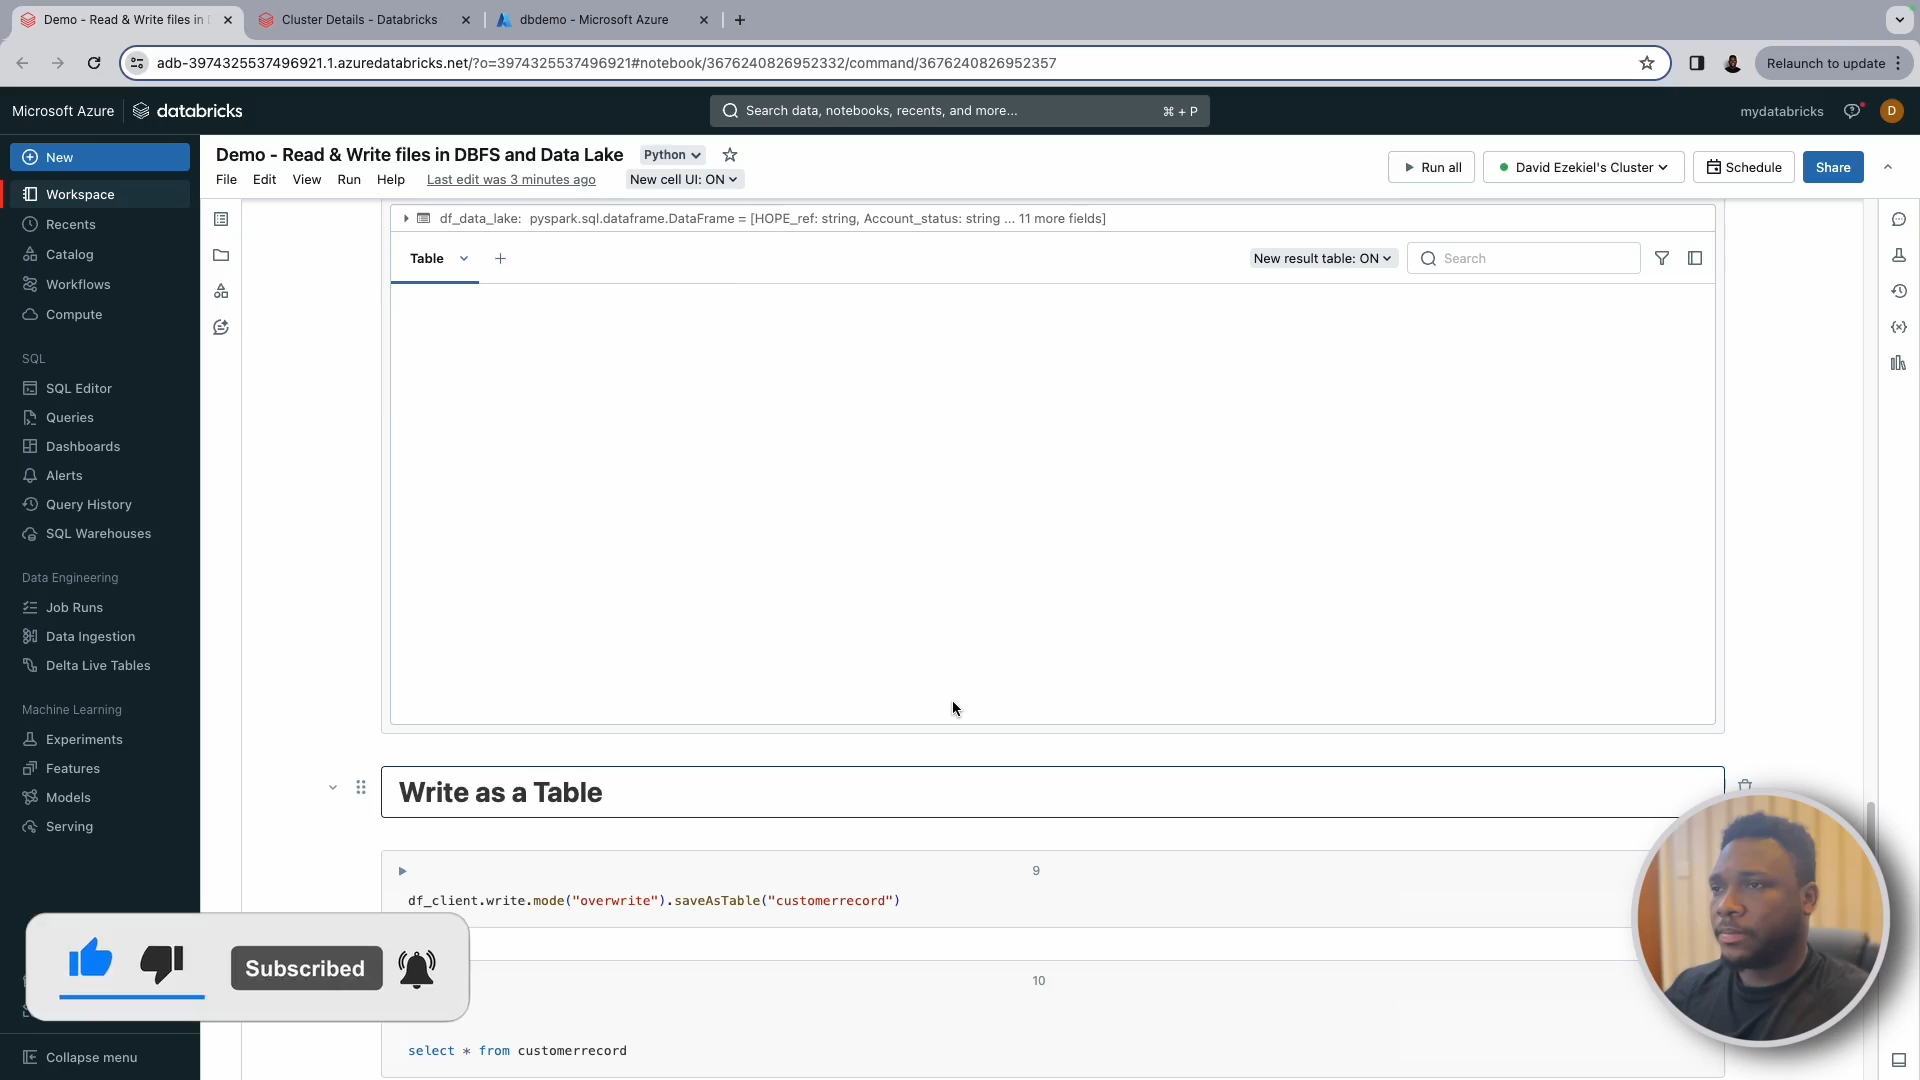 Demo - Read & Write files in D
Cluster Details - Databricks
dbdemo - Microsoft Azure
adb-3974325537496921.1.azuredatabricks.net/?o=3974325537496921#notebook/3676240826952332/command/3676240826952357
Relaunch to update
Microsoft Azure
databricks
Search data, notebooks, recents, and more...
⌘ + P
mydatabricks
D
New
Workspace
Recents
Catalog
Workflows
Compute
SQL
SQL Editor
Queries
Dashboards
Alerts
Query History
SQL Warehouses
Data Engineering
Job Runs
Data Ingestion
Delta Live Tables
Machine Learning
Experiments
Features
Models
Serving
Collapse menu
Demo - Read & Write files in DBFS and Data Lake
Python
File Edit View Run Help
Last edit was 3 minutes ago
New cell UI: ON
Run all
David Ezekiel's Cluster
Schedule
Share
df_data_lake: pyspark.sql.dataframe.DataFrame = [HOPE_ref: string, Account_status: string ... 11 more fields]
Table
New result table: ON
Search
Write as a Table
9
df_client.write.mode("overwrite").saveAsTable("customerrecord")
10
select * from customerrecord
Subscribed